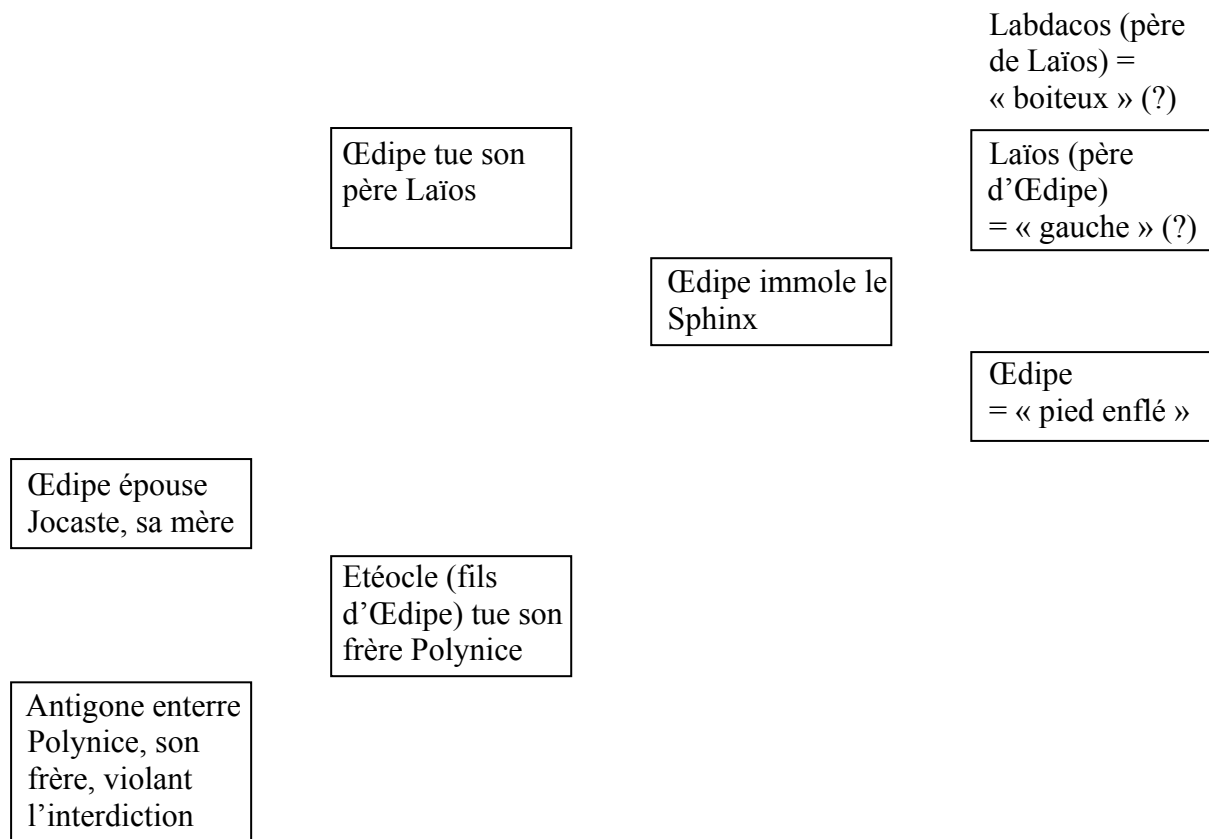 Labdacos (père
de Laïos) =
« boiteux » (?)
Œdipe tue son
père Laïos
Laïos (père
d’Œdipe)
= « gauche » (?)
Œdipe immole le
Sphinx
Œdipe
= « pied enflé »
Œdipe épouse
Jocaste, sa mère
Etéocle (fils
d’Œdipe) tue son
frère Polynice
Antigone enterre
Polynice, son
frère, violant
l’interdiction